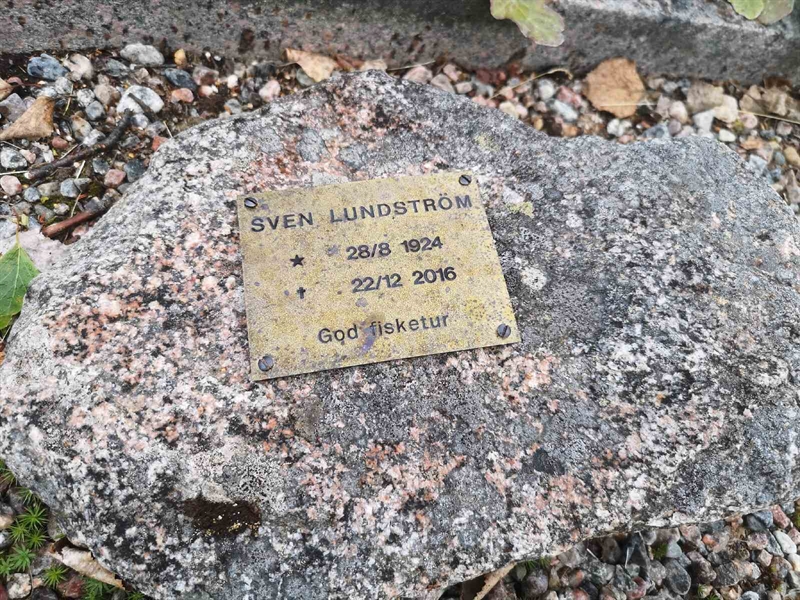 SVEN LUNDSTRÖM
★ 28/8 1924
† 22/12 2016
God fisketur